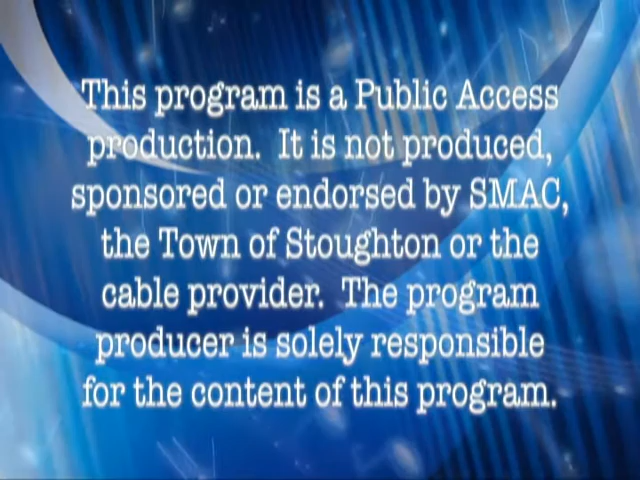 This program is a Public Access
production.  It is not produced,
sponsored or endorsed by SMAC,
the Town of Stoughton or the
cable provider.  The program
producer is solely responsible
for the content of this program.